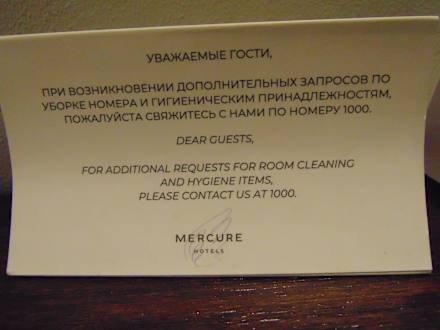 УВАЖАЕМЫЕ ГОСТИ,
ПРИ ВОЗНИКНОВЕНИИ ДОПОЛНИТЕЛЬНЫХ ЗАПРОСОВ ПО
УБОРКЕ НОМЕРА И ГИГИЕНИЧЕСКИМ ПРИНАДЛЕЖНОСТЯМ,
ПОЖАЛУЙСТА СВЯЖИТЕСЬ С НАМИ ПО НОМЕРУ 1000.
DEAR GUESTS,
FOR ADDITIONAL REQUESTS FOR ROOM CLEANING
AND HYGIENE ITEMS,
PLEASE CONTACT US AT 1000.
MERCURE
HOTELS